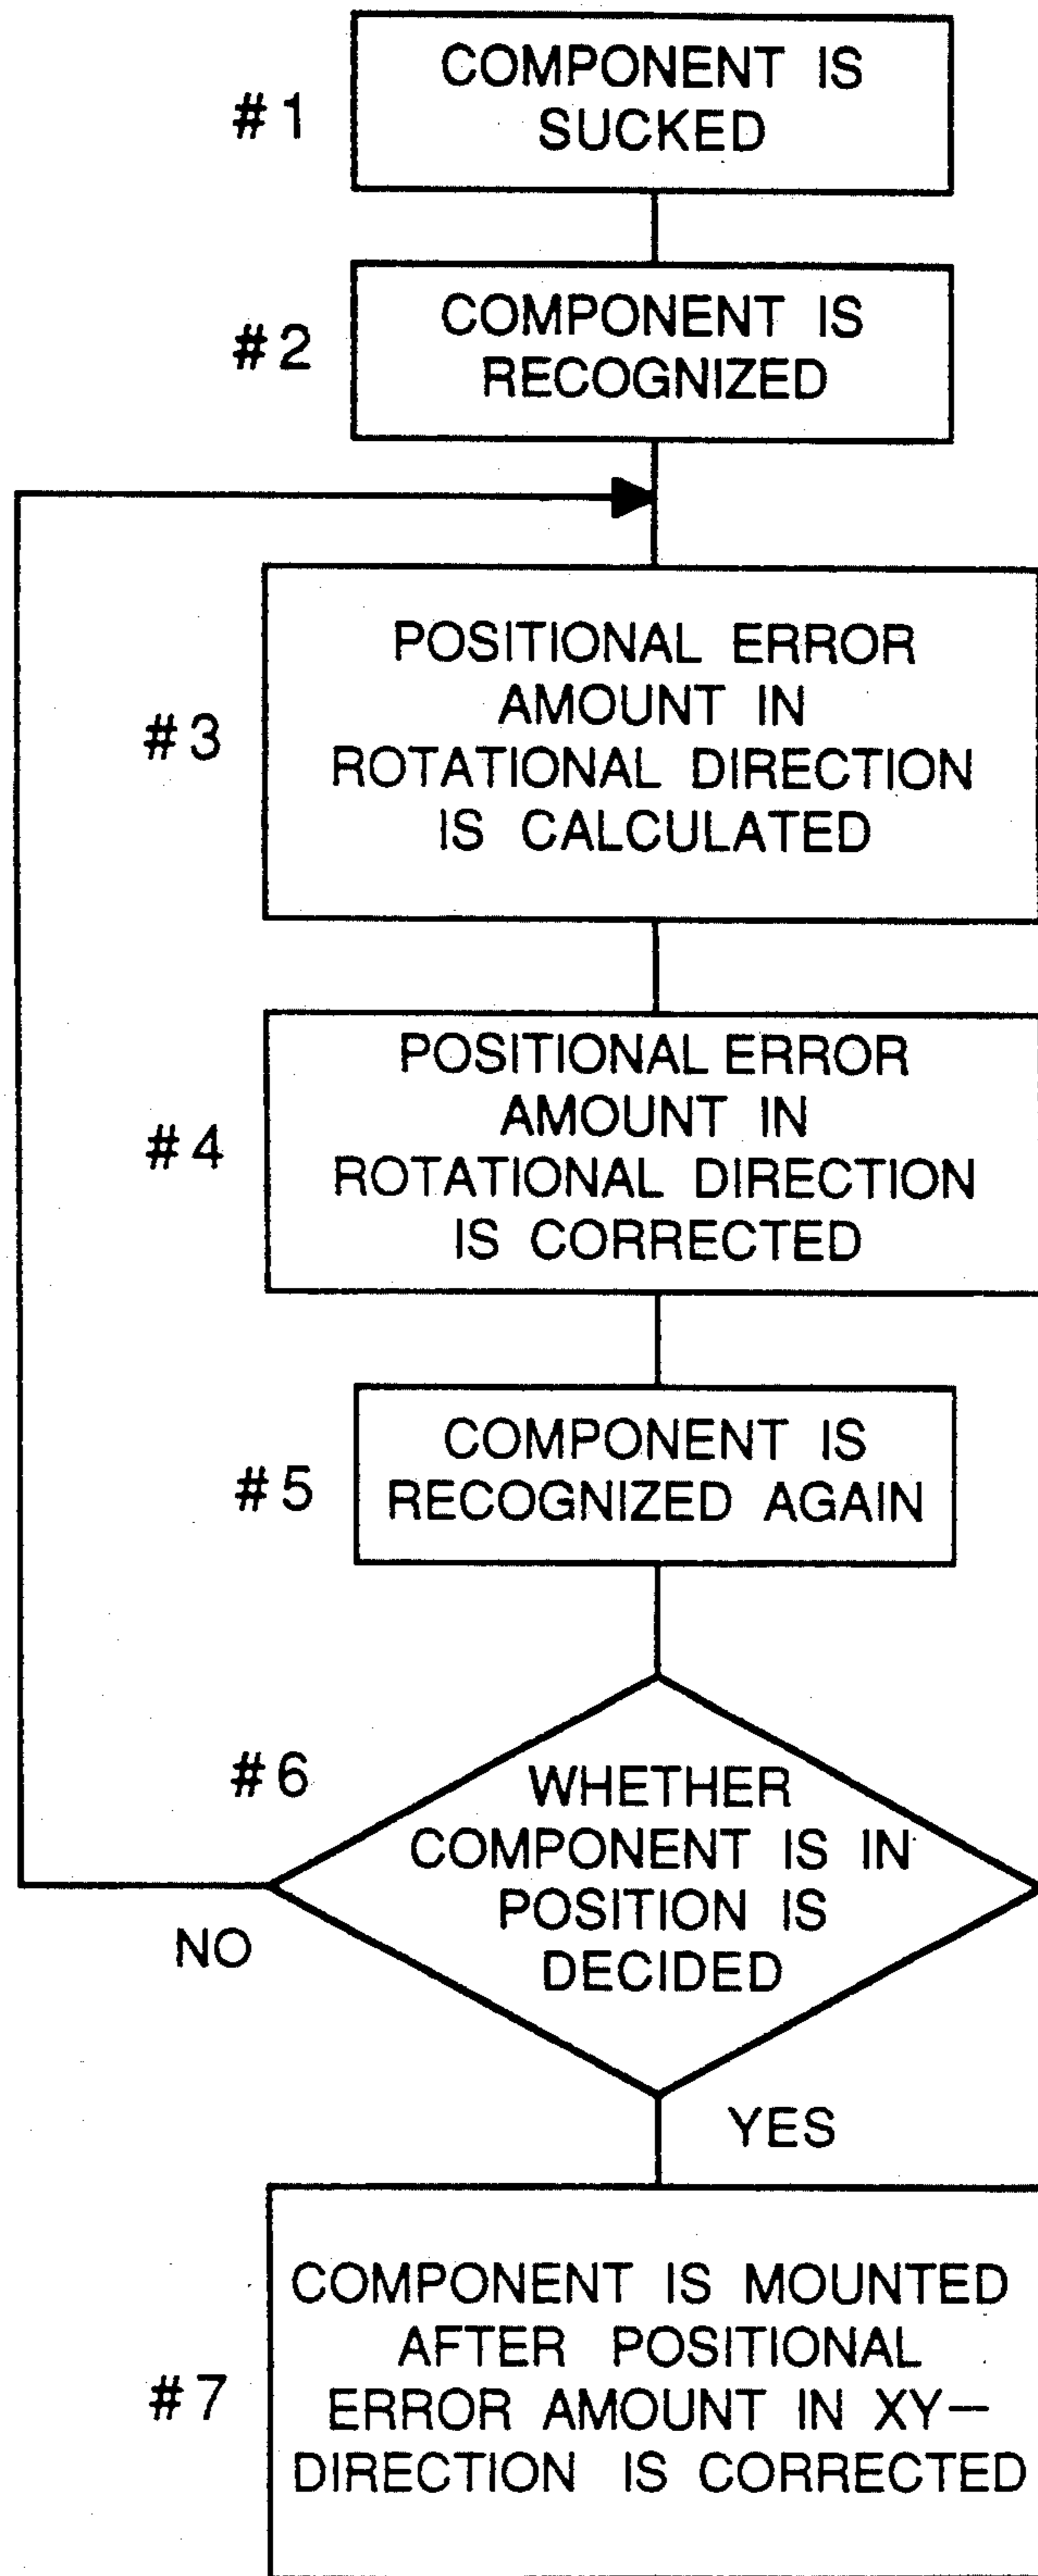 #1
COMPONENT IS
SUCKED
#2
COMPONENT IS
RECOGNIZED
#3
POSITIONAL ERROR
AMOUNT IN
ROTATIONAL DIRECTION
IS CALCULATED
#4
POSITIONAL ERROR
AMOUNT IN
ROTATIONAL DIRECTION
IS CORRECTED
#5
COMPONENT IS
RECOGNIZED AGAIN
#6
WHETHER
COMPONENT IS IN
POSITION IS
DECIDED
NO
YES
#7
COMPONENT IS MOUNTED
AFTER POSITIONAL
ERROR AMOUNT IN XY-
DIRECTION IS CORRECTED